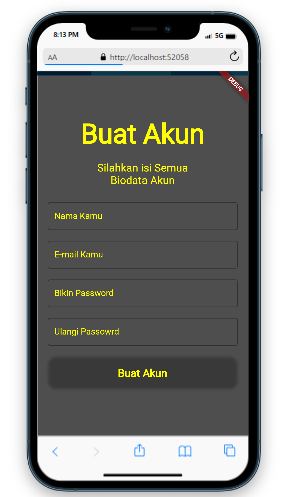 8:13 PM
5G
AA
http://localhost:52058
DEBUG
Buat Akun
Silahkan isi Semua
Biodata Akun
Nama Kamu
E-mail Kamu
Bikin Password
Ulangi Passowrd
Buat Akun